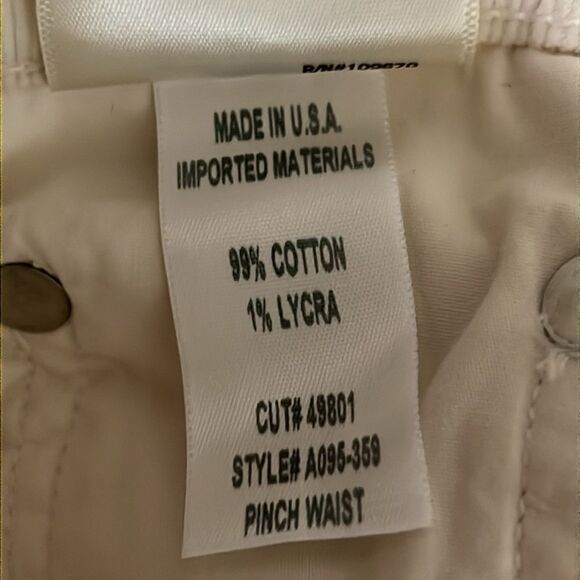 MADE IN U.S.A.
IMPORTED MATERIALS
99% COTTON
1% LYCRA
CUT# 49801
STYLE# A095-359
PINCH WAIST